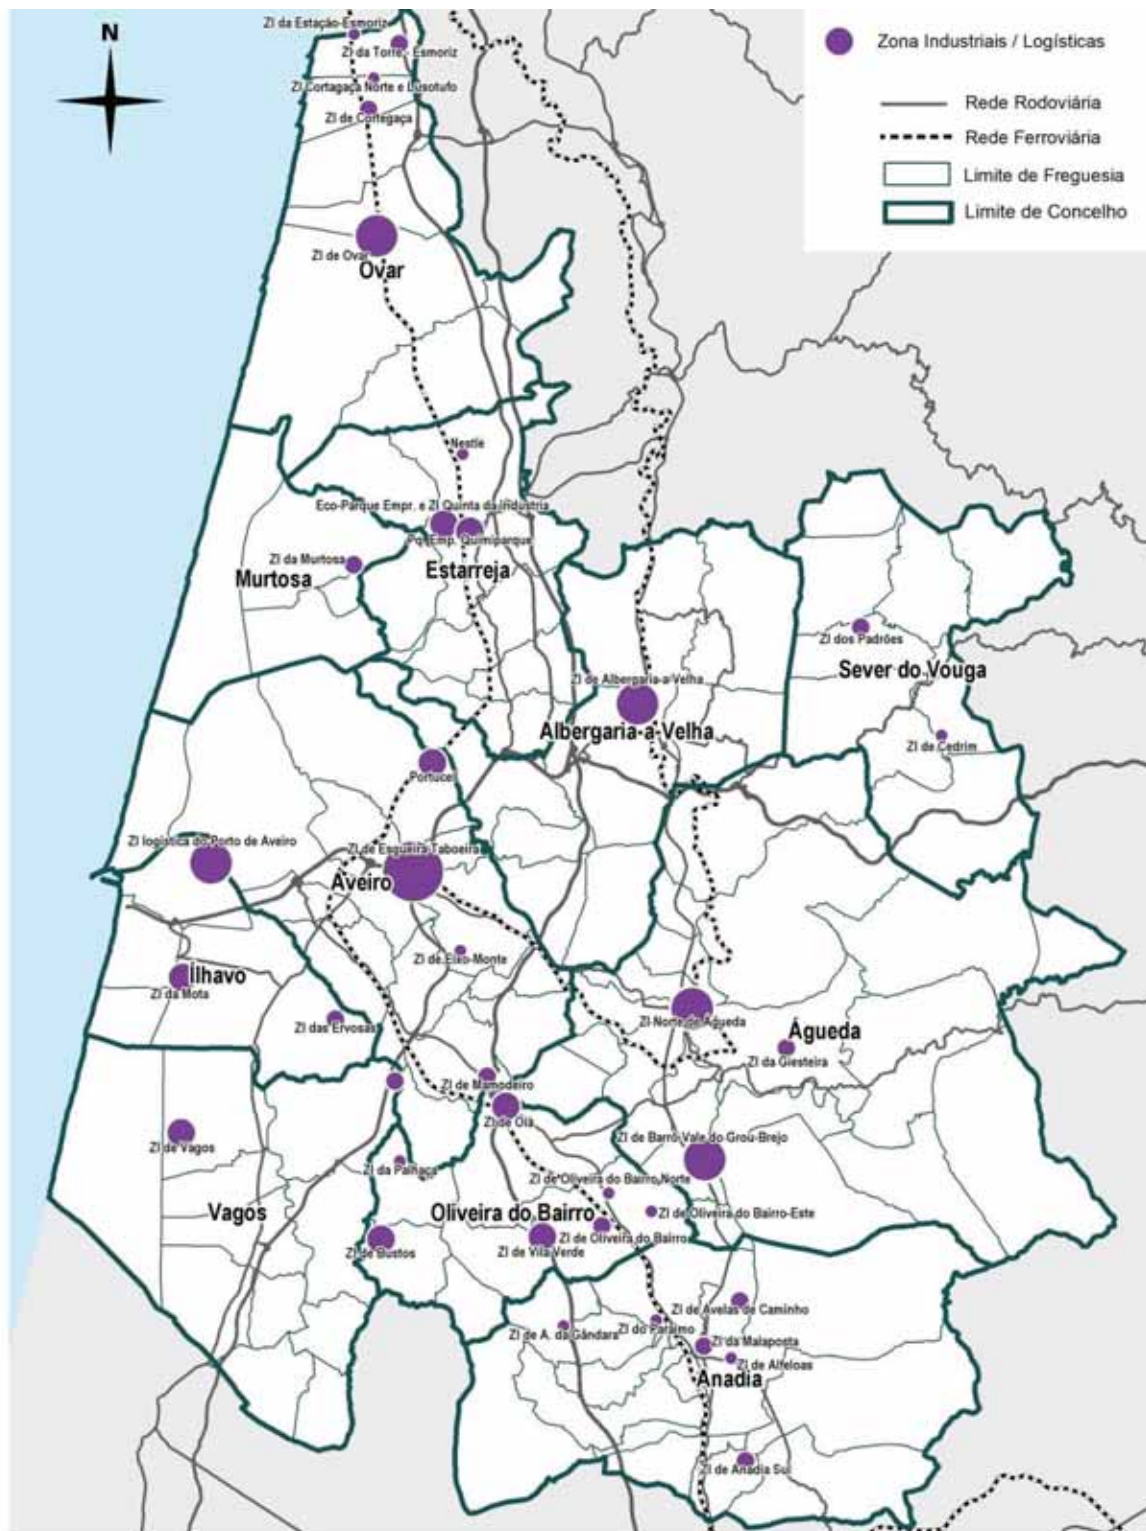 N
Zona Industriais / Logísticas
Rede Rodoviária
Rede Ferroviária
Limite de Freguesia
Limite de Concelho
ZI da Estação-Esmoriz
ZI da Torre - Esmoriz
ZI Cortagaça Norte e Lusotufo
ZI de Cortegaça
ZI de Ovar
Ovar
Nestle
Eco-Parque Empr. e ZI Quinta da Industria
Pq. Emp. Quimiparque
ZI da Murtosa
Murtosa
Estarreja
ZI dos Padrões
Sever do Vouga
ZI de Albergaria-a-Velha
Albergaria-a-Velha
ZI de Cedrim
Portucel
ZI logística do Porto de Aveiro
ZI de Esgueira Taboeira
Aveiro
ZI de Eixo-Monte
Ílhavo
ZI da Mota
ZI das Ervosas
ZI Norte de Águeda
Águeda
ZI da Giesteira
ZI de Mamodeiro
ZI de Oiã
ZI de Vagos
ZI de Barrô-Vale do Grou-Brejo
ZI da Palhaça
ZI de Oliveira do Bairro Norte
Vagos
Oliveira do Bairro
ZI de Oliveira do Bairro-Este
ZI de Oliveira do Bairro
ZI de Bustos
ZI de Vila Verde
ZI de Avelas de Caminho
ZI de A. da Gândara
ZI do Paraimo
ZI da Malaposta
ZI de Alfeloas
Anadia
ZI de Anadia Sul